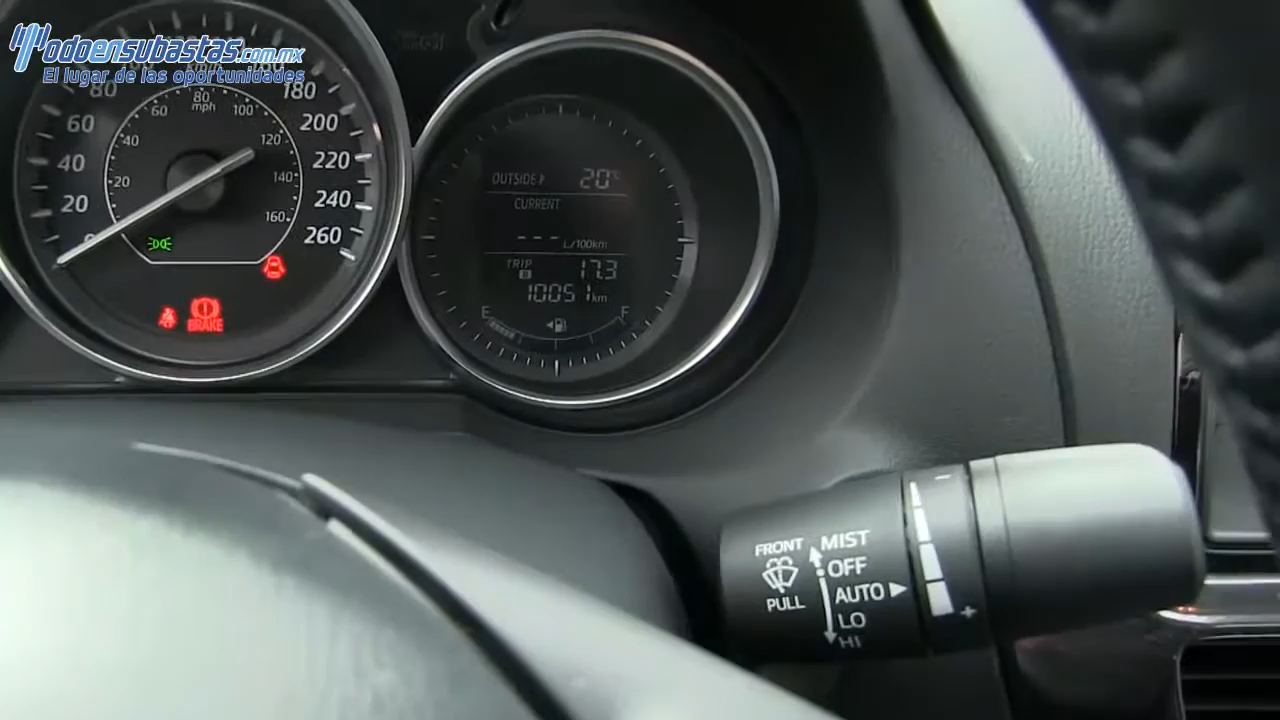 todoensubastas.com.mx
El lugar de las oportunidades
20
40
60
80
180
200
220
240
260
km/h
20
40
60
80
100
120
140
160
mph
BRAKE
OUTSIDE 20°C
CURRENT
--- L/100km
TRIP B 17.3
10051 km
E F
FRONT
PULL
MIST
OFF
AUTO
LO
HI
- +